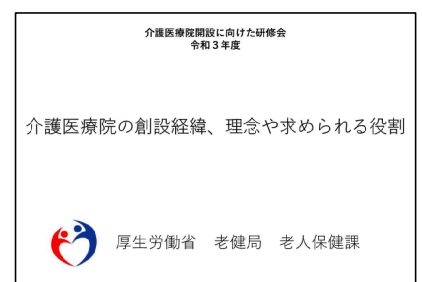 介護医療院開設に向けた研修会
令和３年度
介護医療院の創設経緯、理念や求められる役割
厚生労働省　老健局　老人保健課